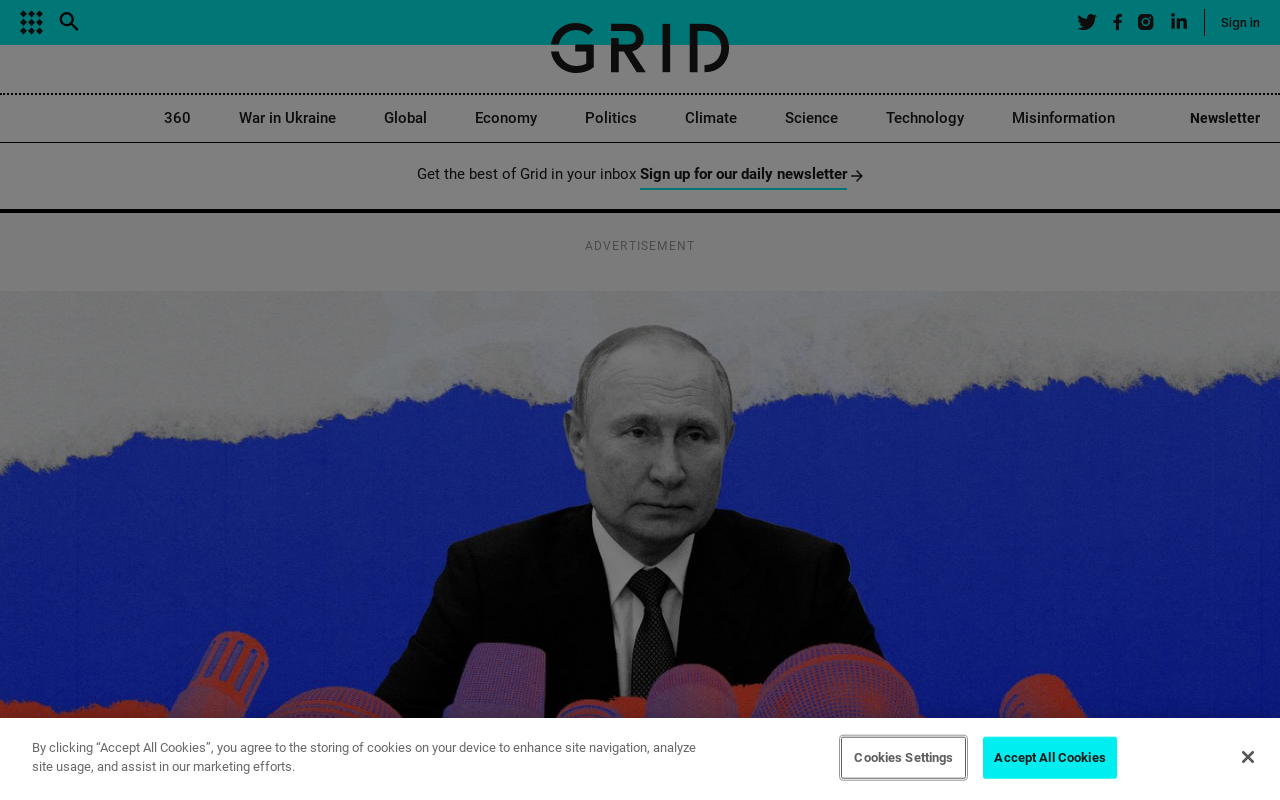 Sign in
GRID
360
War in Ukraine
Global
Economy
Politics
Climate
Science
Technology
Misinformation
Newsletter
Get the best of Grid in your inbox Sign up for our daily newsletter
ADVERTISEMENT
By clicking “Accept All Cookies”, you agree to the storing of cookies on your device to enhance site navigation, analyze
site usage, and assist in our marketing efforts.
Cookies Settings
Accept All Cookies